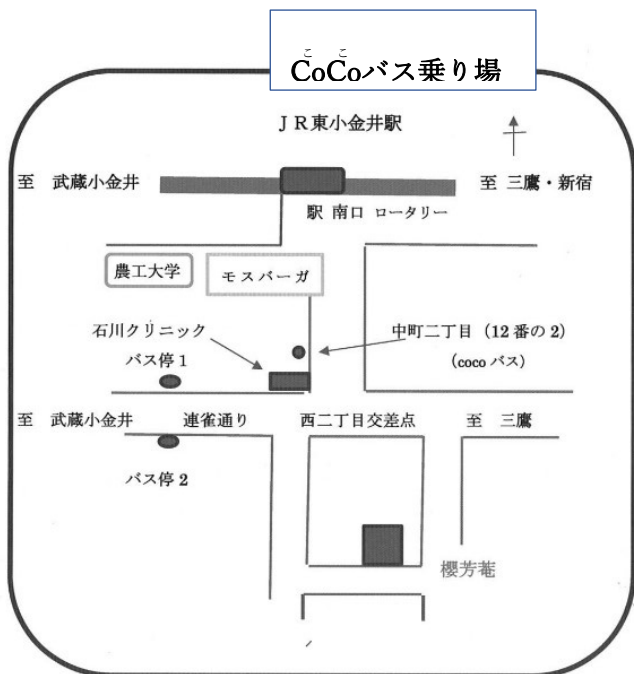 ここ
CoCoバス乗り場
JR東小金井駅
至 武蔵小金井
至 三鷹・新宿
駅 南口 ロータリー
農工大学
モスバーガ
石川クリニック
中町二丁目(12番の2)
バス停1
(cocoバス)
至 武蔵小金井
連雀通り
西二丁目交差点
至 三鷹
バス停2
櫻芳菴